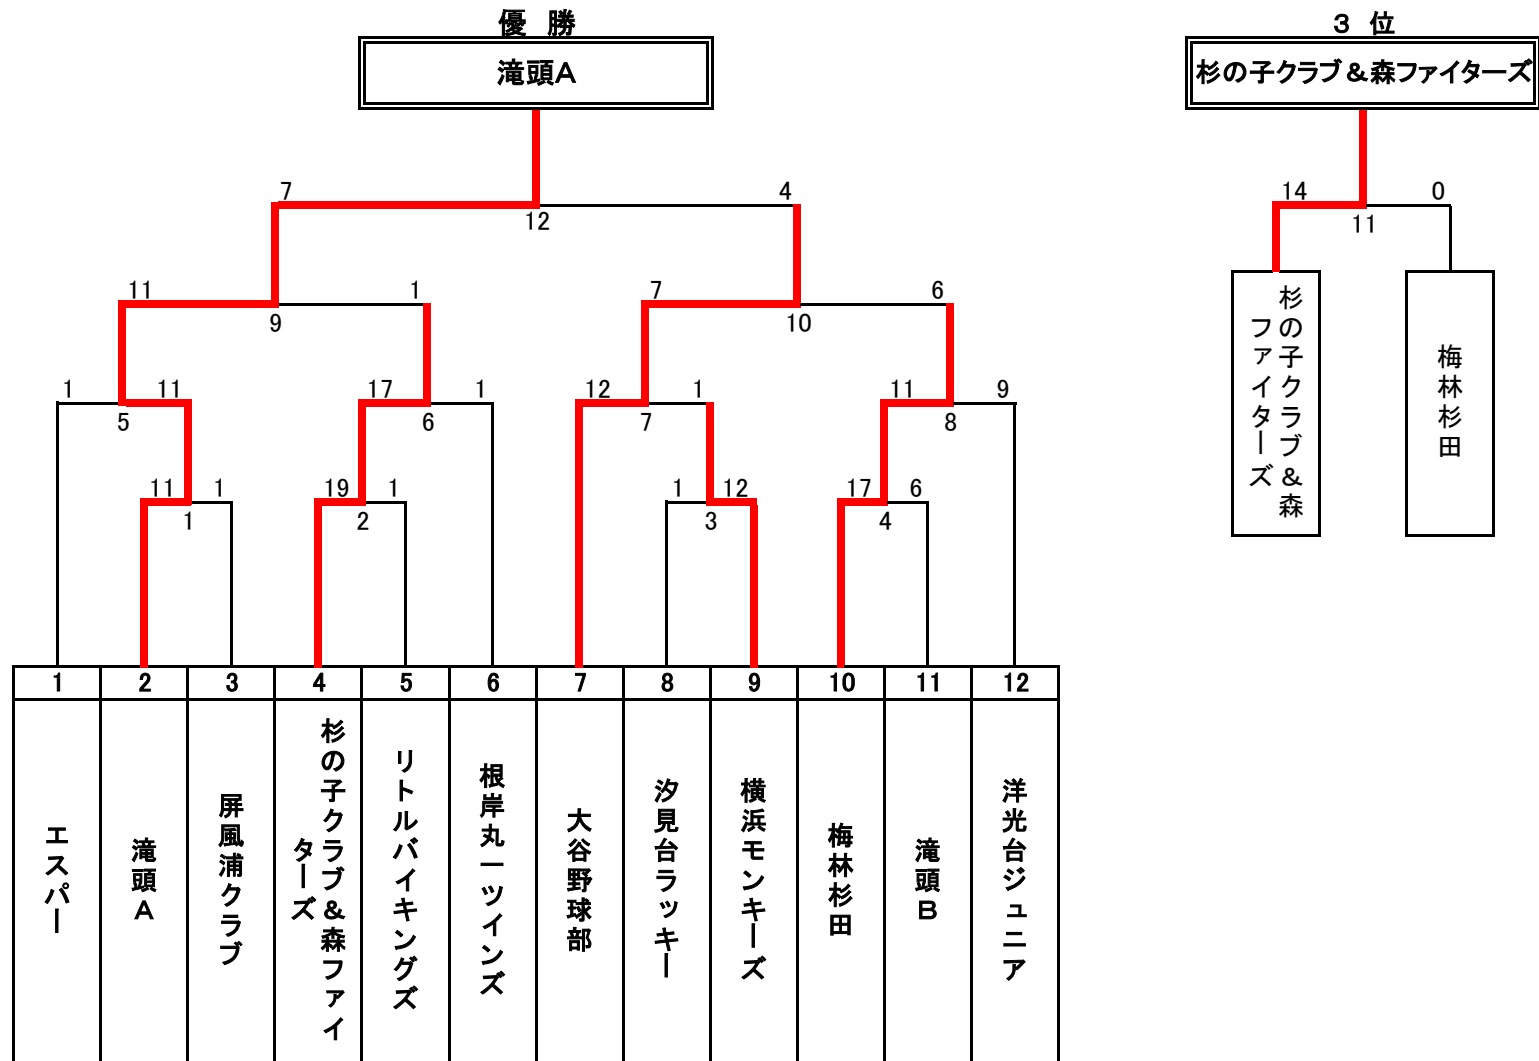 優 勝
滝頭A
3 位
杉の子クラブ&森ファイターズ
7
4
12
14
0
11
11
1
9
7
6
10
杉の子クラブ&森
ファイターズ
梅林杉田
1
11
5
17
1
6
12
1
7
11
9
8
11
1
1
19
1
2
1
12
3
17
6
4
1
2
3
4
5
6
7
8
9
10
11
12
エスパー
滝頭A
屏風浦クラブ
杉の子クラブ&森ファイ
ターズ
リトルバイキングズ
根岸丸一ツインズ
大谷野球部
汐見台ラッキー
横浜モンキーズ
梅林杉田
滝頭B
洋光台ジュニア